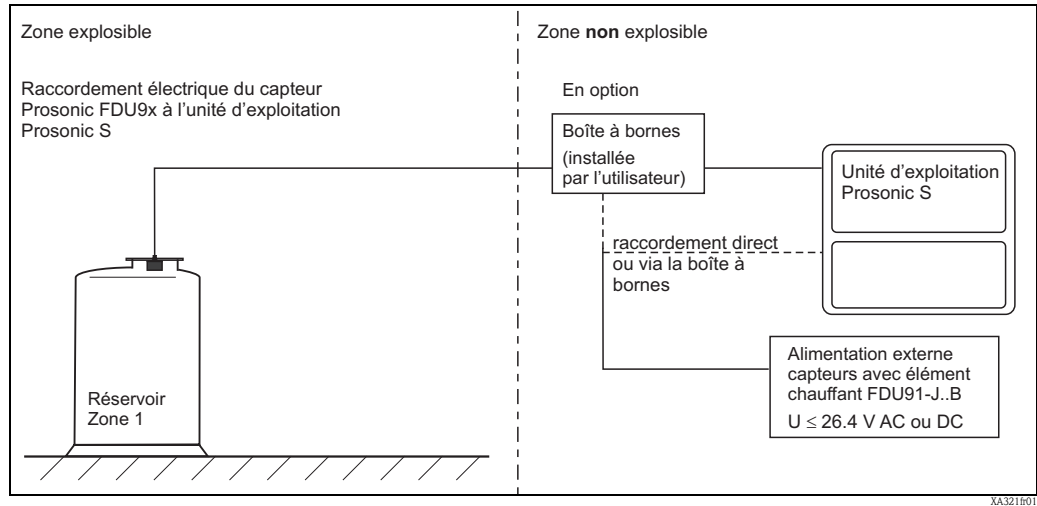 Zone explosible
Raccordement électrique du capteur
Prosonic FDU9x à l'unité d'exploitation
Prosonic S
Réservoir
Zone 1
Zone non explosible
En option
Boîte à bornes
(installée
par l'utilisateur)
Unité d'exploitation
Prosonic S
raccordement direct
ou via la boîte à
bornes
Alimentation externe
capteurs avec élément
chauffant FDU91-J..B
U ≤ 26.4 V AC ou DC
XA321fr01